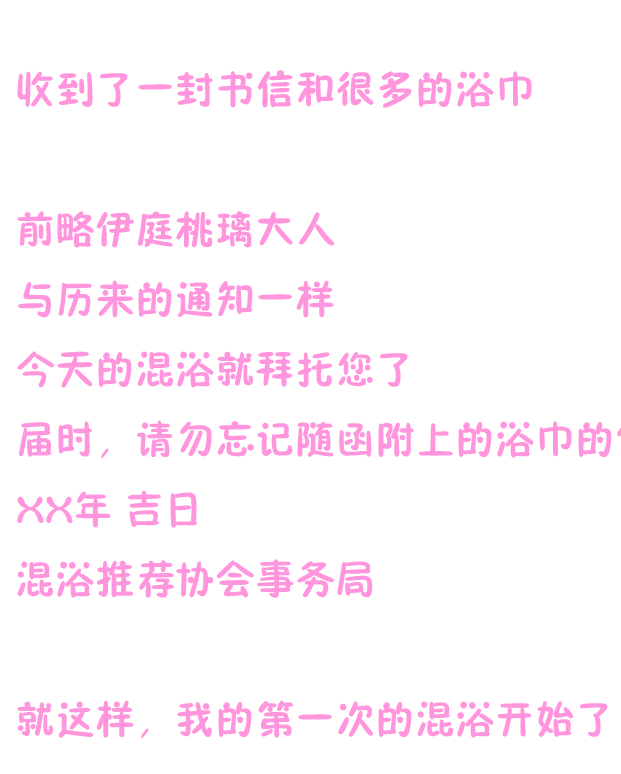 收到了一封书信和很多的浴巾
前略伊庭桃璃大人
与历来的通知一样
今天的混浴就拜托您了
届时，请勿忘记随函附上的浴巾的
XX年 吉日
混浴推荐协会事务局
就这样，我的第一次的混浴开始了